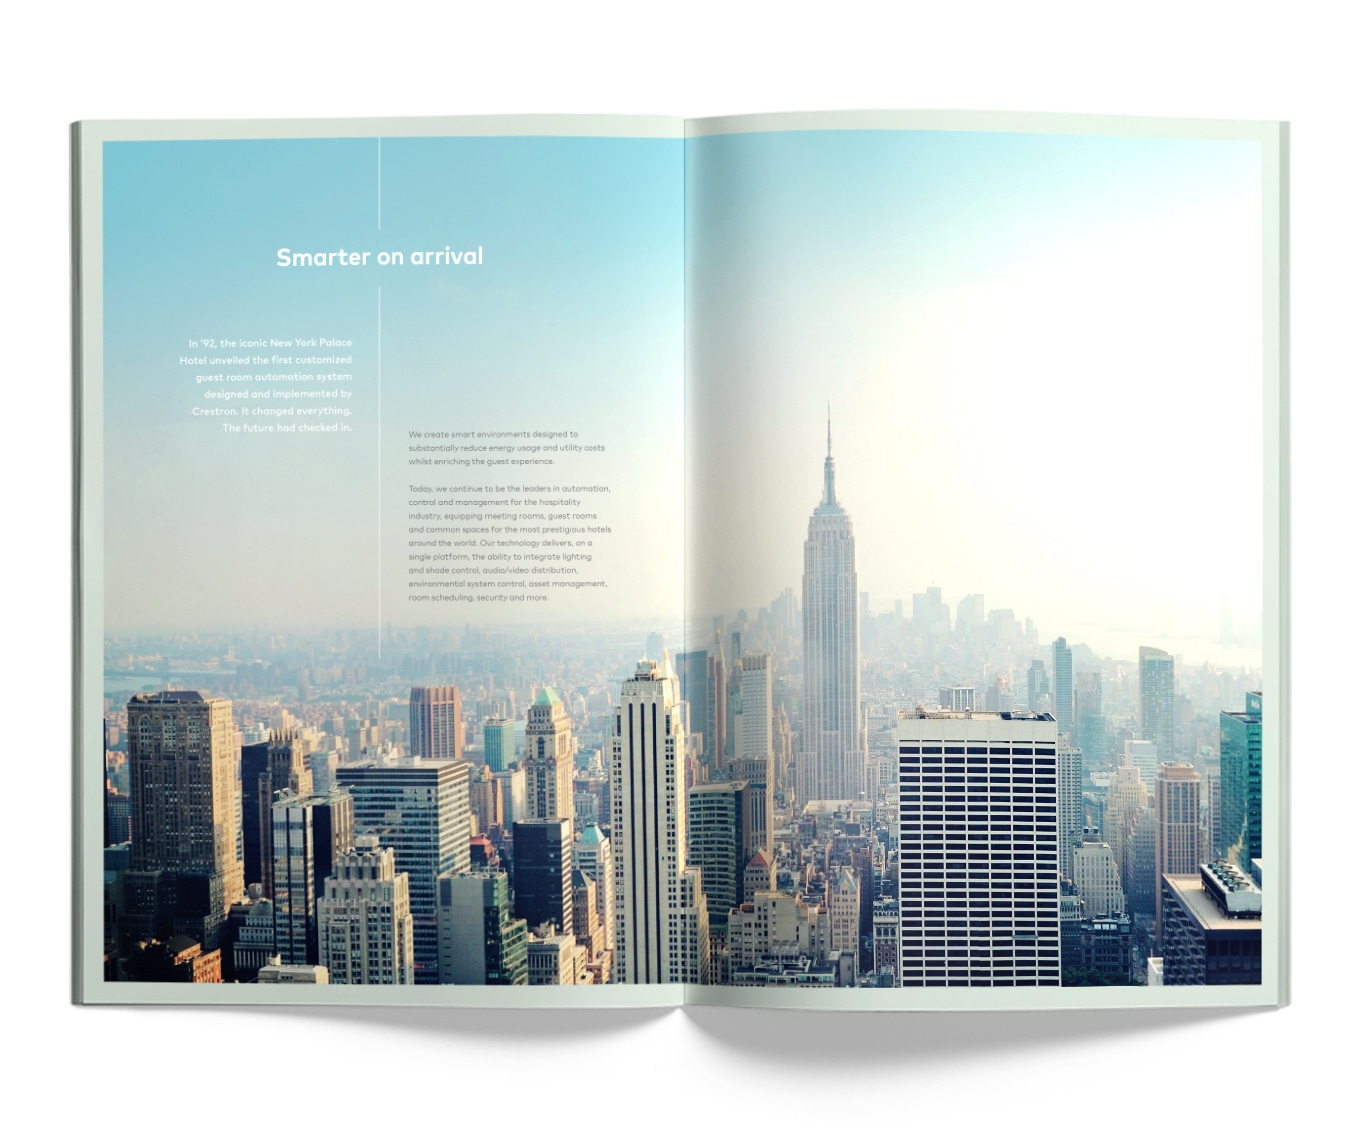 Smarter on arrival
In '92, the iconic New York Palace
Hotel unveiled the first customized
guest room automation system
designed and implemented by
Crestron. It changed everything.
The future had checked in.
We create smart environments designed to
substantially reduce energy usage and utility costs
whilst enriching the guest experience.
Today, we continue to be the leaders in automation,
control and management for the hospitality
industry, equipping meeting rooms, guest rooms
and common spaces for the most prestigious hotels
around the world. Our technology delivers, on a
single platform, the ability to integrate lighting
and shade control, audio/video distribution,
environmental system control, asset management,
room scheduling, security and more.